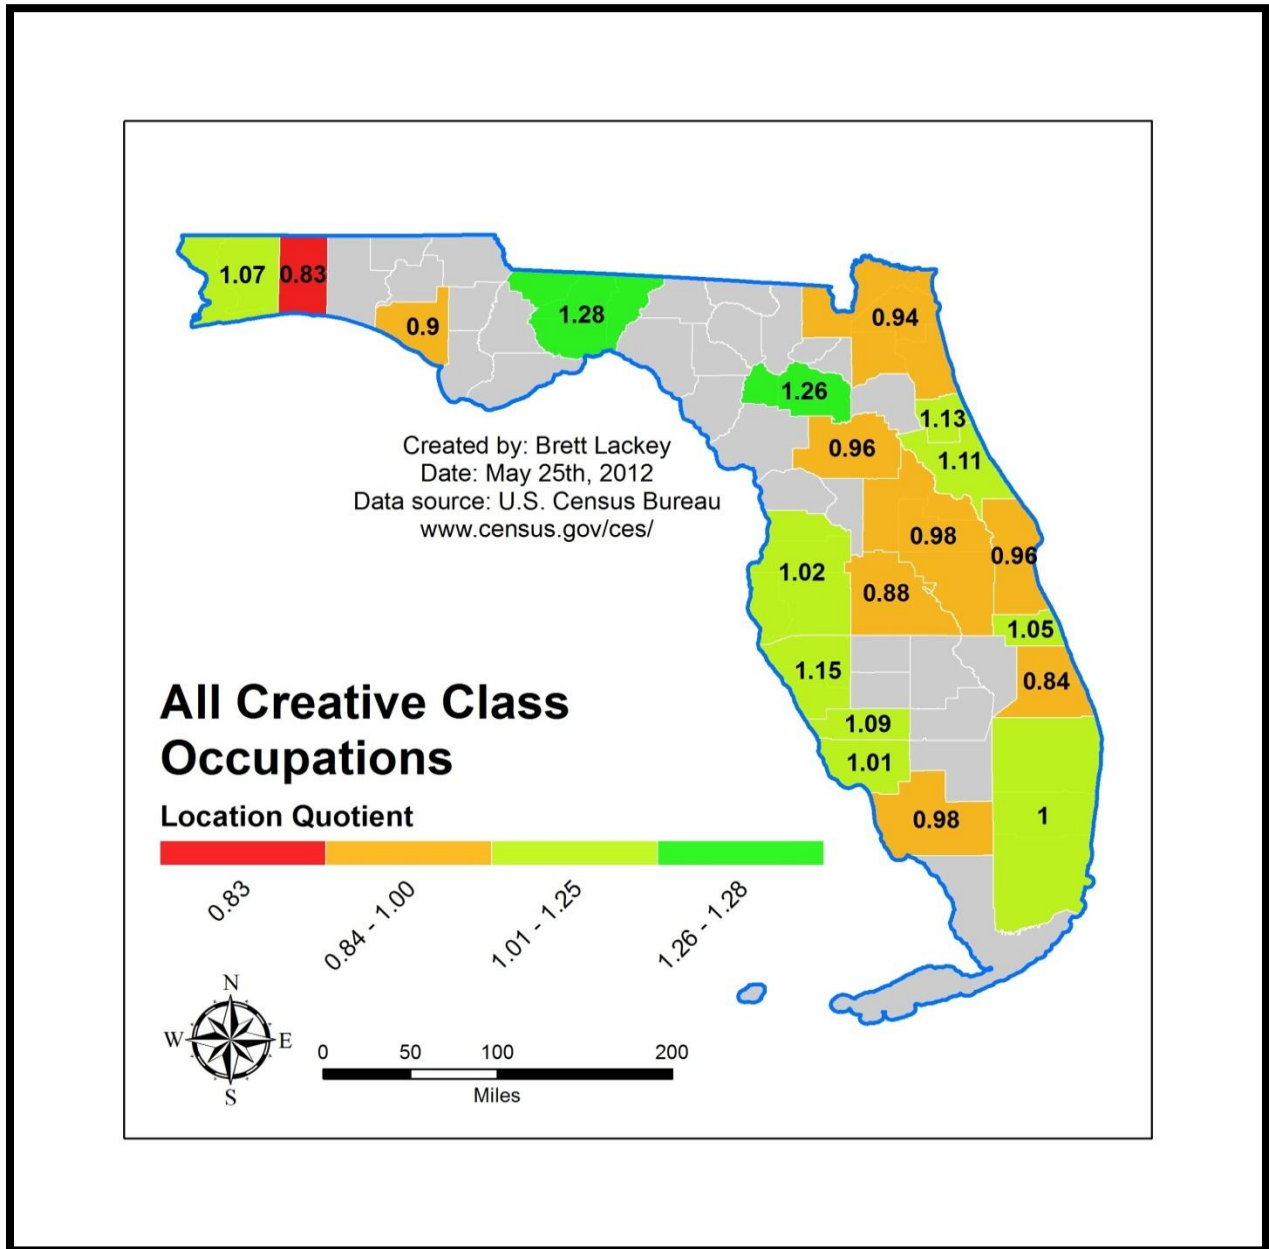 1.07
0.83
0.9
1.28
0.94
1.26
1.13
0.96
1.11
0.98
0.96
1.02
0.88
1.05
1.15
0.84
1.09
1.01
0.98
1
Created by: Brett Lackey
Date: May 25th, 2012
Data source: U.S. Census Bureau
www.census.gov/ces/
All Creative Class
Occupations
Location Quotient
0.83
0.84 - 1.00
1.01 - 1.25
1.26 - 1.28
N
W
E
S
0 50 100 200
Miles